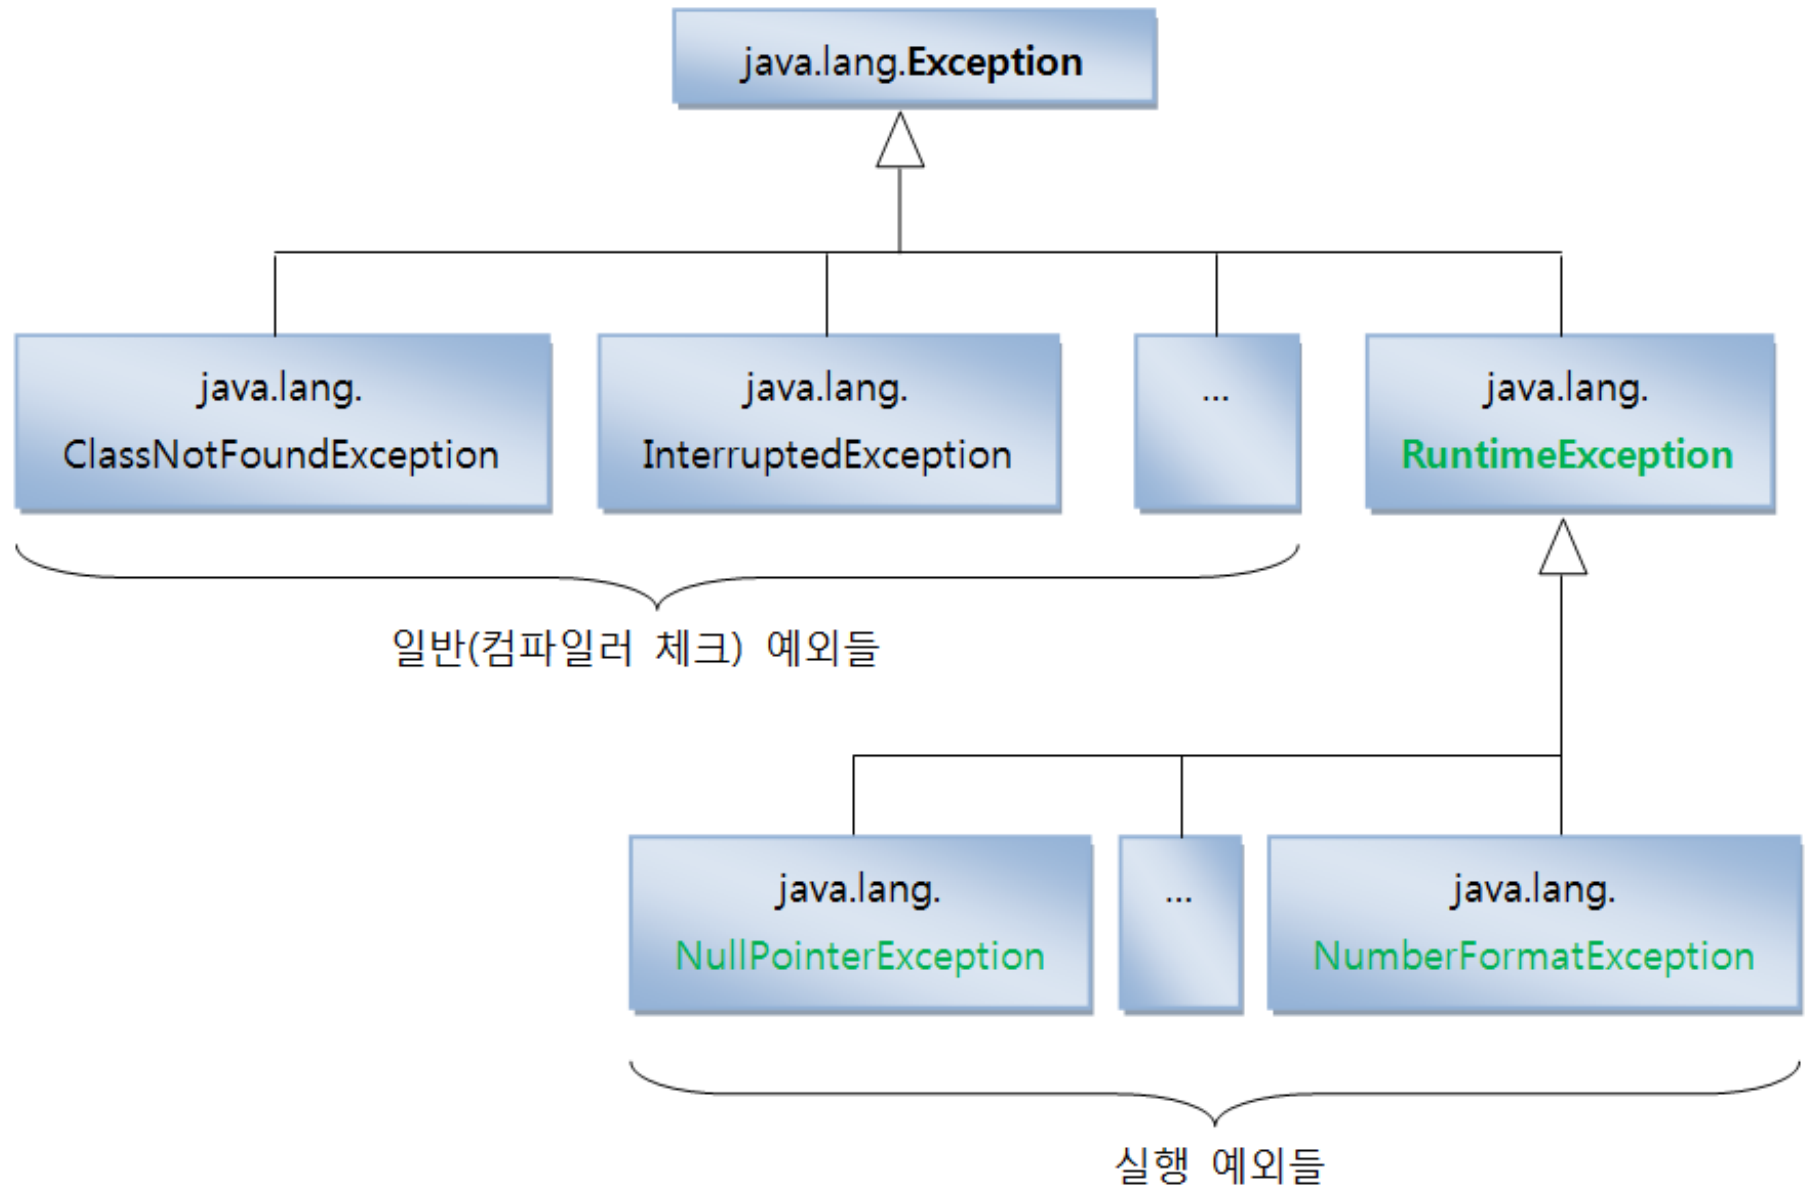 java.lang.Exception
java.lang.
ClassNotFoundException
java.lang.
InterruptedException
...
java.lang.
RuntimeException
일반(컴파일러 체크) 예외들
java.lang.
NullPointerException
...
java.lang.
NumberFormatException
실행 예외들